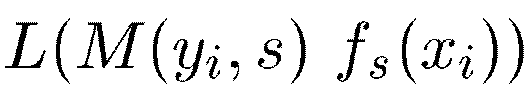 L(M(y_i, s) f_s(x_i))